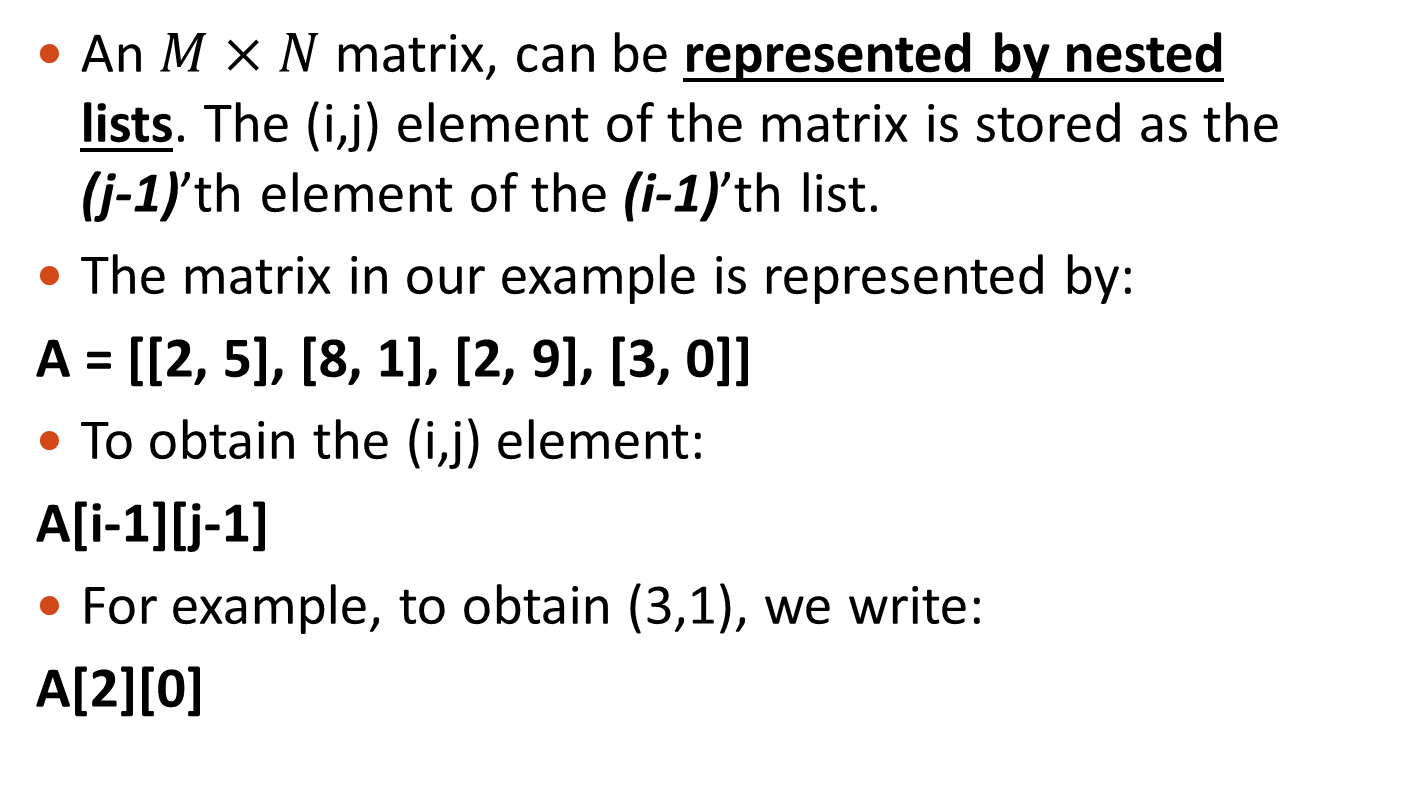 • An M × N matrix, can be represented by nested
lists. The (i,j) element of the matrix is stored as the
(j-1)’th element of the (i-1)’th list.
• The matrix in our example is represented by:
A = [[2, 5], [8, 1], [2, 9], [3, 0]]
• To obtain the (i,j) element:
A[i-1][j-1]
• For example, to obtain (3,1), we write:
A[2][0]